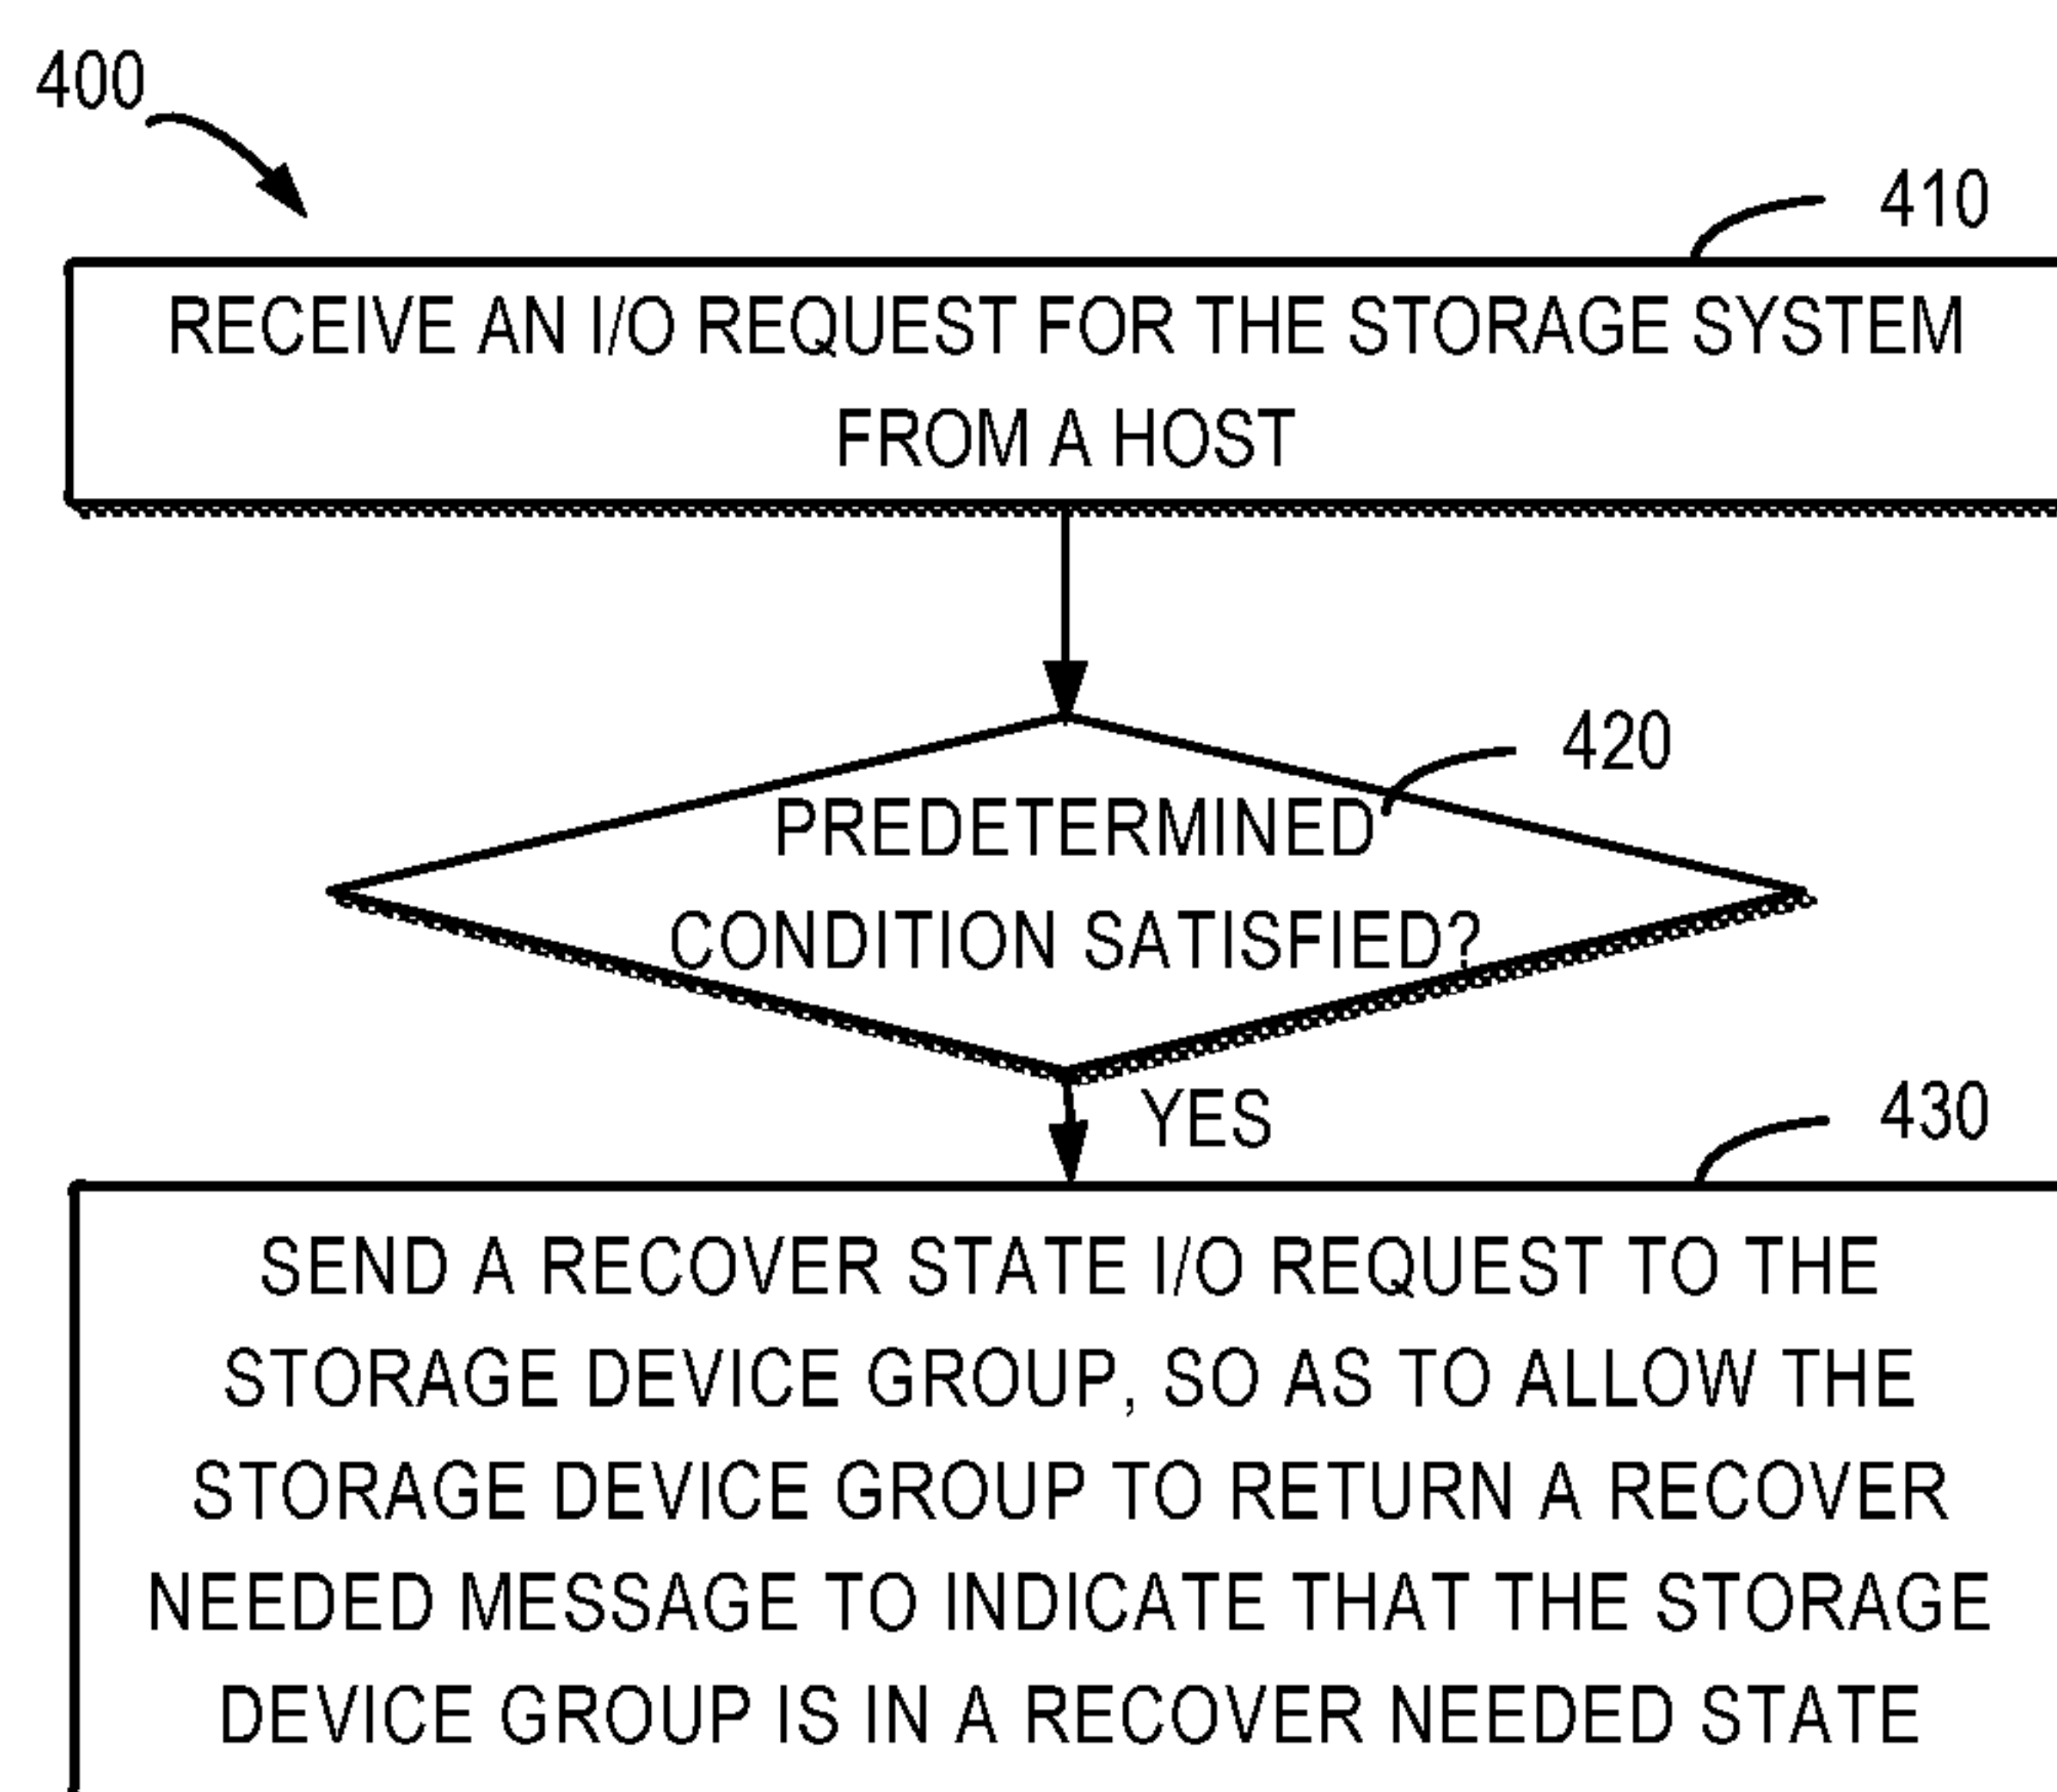 400
410
RECEIVE AN I/O REQUEST FOR THE STORAGE SYSTEM
FROM A HOST
420
PREDETERMINED
CONDITION SATISFIED?
YES
430
SEND A RECOVER STATE I/O REQUEST TO THE
STORAGE DEVICE GROUP, SO AS TO ALLOW THE
STORAGE DEVICE GROUP TO RETURN A RECOVER
NEEDED MESSAGE TO INDICATE THAT THE STORAGE
DEVICE GROUP IS IN A RECOVER NEEDED STATE